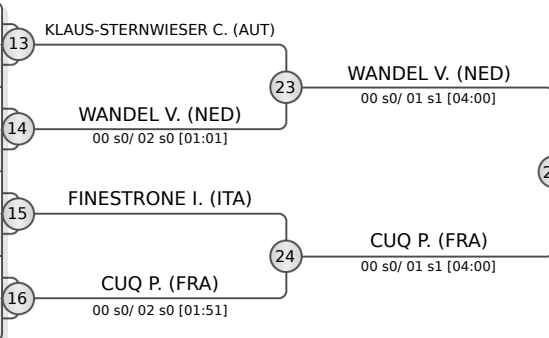 13
KLAUS-STERNWIESER C. (AUT)
23
WANDEL V. (NED)
00 s0/ 01 s1 [04:00]
14
WANDEL V. (NED)
00 s0/ 02 s0 [01:01]
15
FINESTRONE I. (ITA)
24
CUQ P. (FRA)
00 s0/ 01 s1 [04:00]
16
CUQ P. (FRA)
00 s0/ 02 s0 [01:51]